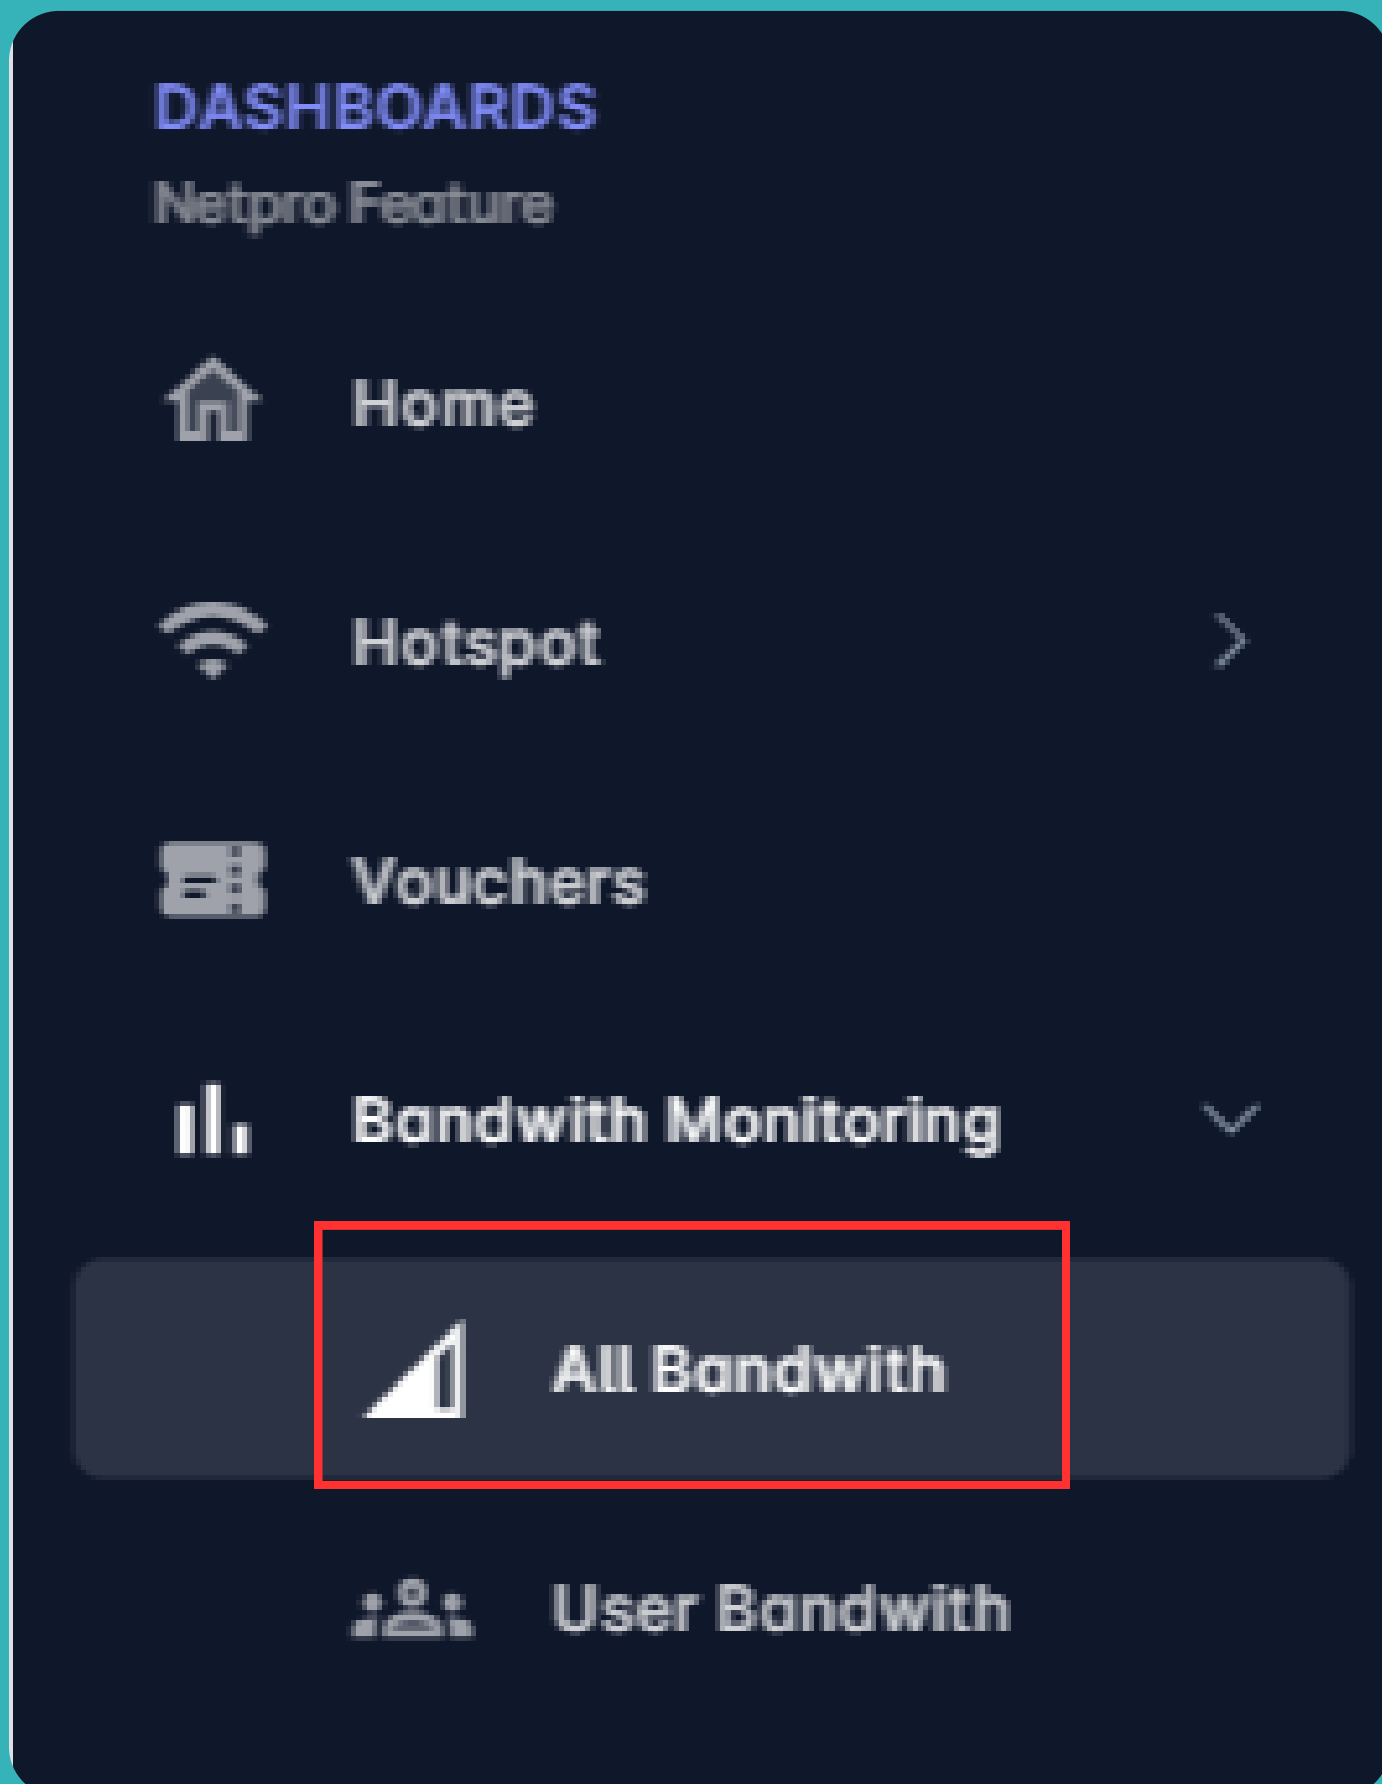 DASHBOARDS
Netpro Feature
Home
Hotspot
Vouchers
Bandwith Monitoring
All Bandwith
User Bandwith